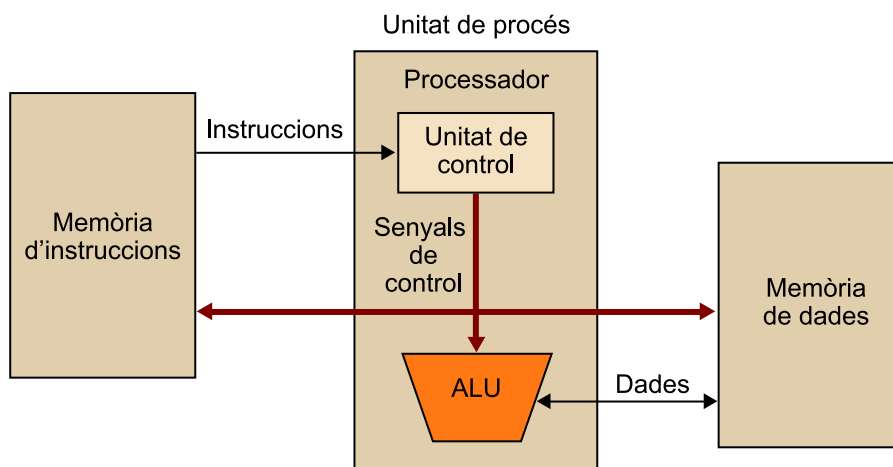 Unitat de procés
Processador
Instruccions
Unitat de
control
Memòria
d’instruccions
Senyals
de
control
Memòria
de dades
ALU
Dades